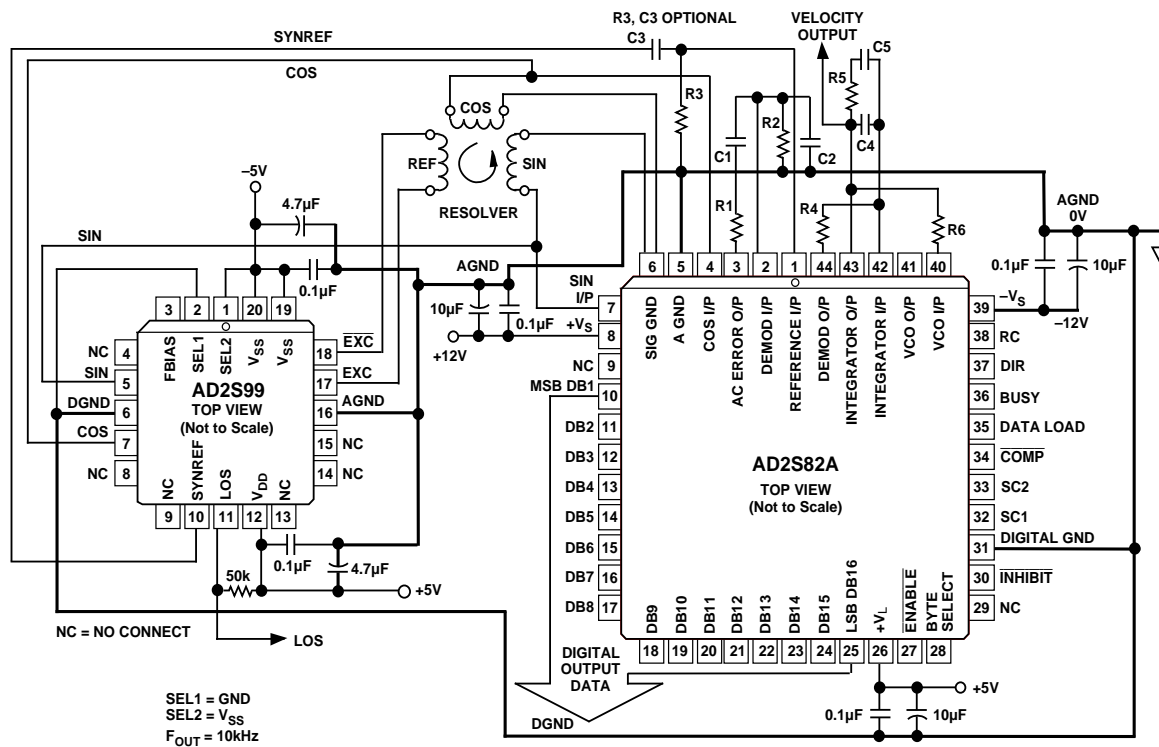 R3, C3 OPTIONAL
VELOCITY
OUTPUT
SYNREF
C3
C5
COS
R5
R3
COS
R2
C4
C1
C2
REF
SIN
–5V
RESOLVER
4.7µF
R1
R4
R6
AGND
0V
SIN
0.1µF
AGND
SIN
I/P
10µF
0.1µF
+VS
+12V
0.1µF
10µF
–VS
–12V
3 2 1 20 19
FBIAS
SEL1
SEL2
VSS
VSS
NC 4
SIN 5
DGND 6
COS 7
NC 8
AD2S99
TOP VIEW
(Not to Scale)
18 EXC
17 EXC
16 AGND
15 NC
14 NC
NC
SYNREF
LOS
VDD
NC
9 10 11 12 13
0.1µF
4.7µF
50k
+5V
NC = NO CONNECT
LOS
SEL1 = GND
SEL2 = VSS
FOUT = 10kHz
6 5 4 3 2 1 44 43 42 41 40
SIG GND
A GND
COS I/P
AC ERROR O/P
DEMOD I/P
REFERENCE I/P
DEMOD O/P
INTEGRATOR O/P
INTEGRATOR I/P
VCO O/P
VCO I/P
7
8
NC 9
MSB DB1 10
DB2 11
DB3 12
DB4 13
DB5 14
DB6 15
DB7 16
DB8 17
AD2S82A
TOP VIEW
(Not to Scale)
39
38 RC
37 DIR
36 BUSY
35 DATA LOAD
34 COMP
33 SC2
32 SC1
31 DIGITAL GND
30 INHIBIT
29 NC
DB9
DB10
DB11
DB12
DB13
DB14
DB15
LSB DB16
+VL
ENABLE
BYTE
SELECT
18 19 20 21 22 23 24 25 26 27 28
DIGITAL
OUTPUT
DATA
+5V
0.1µF
10µF
DGND